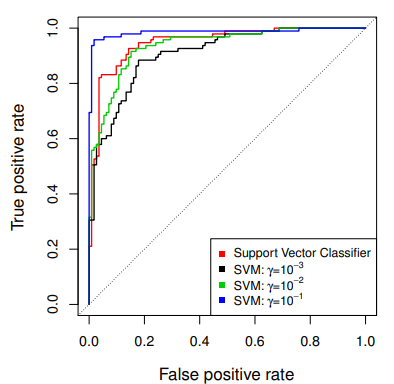 True positive rate
1.0
0.8
0.6
0.4
0.2
0.0
Support Vector Classifier
SVM: γ=10⁻³
SVM: γ=10⁻²
SVM: γ=10⁻¹
0.0 0.2 0.4 0.6 0.8 1.0
False positive rate